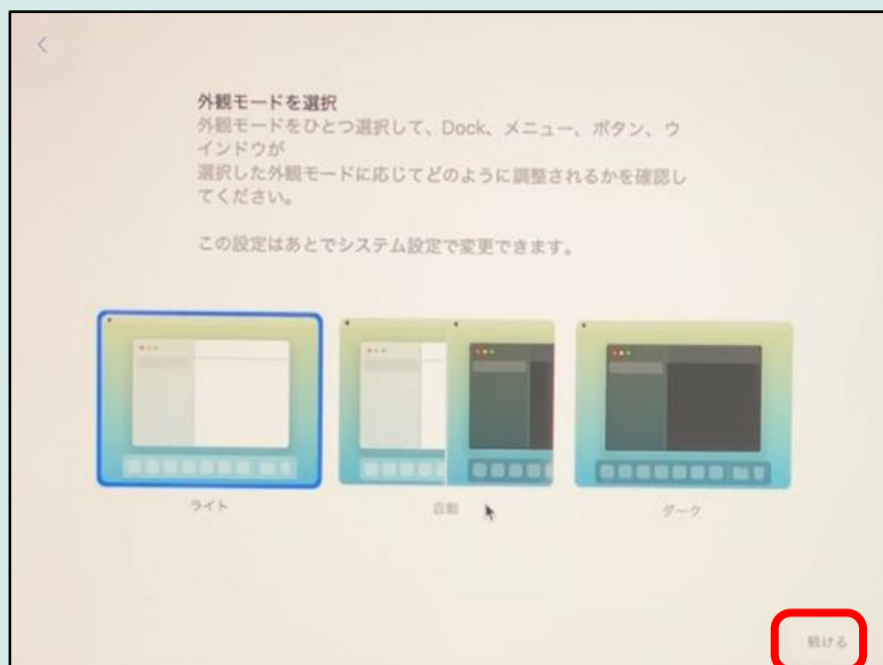 外観モードを選択
外観モードをひとつ選択して、Dock、メニュー、ボタン、ウ
インドウが
選択した外観モードに応じてどのように調整されるかを確認し
てください。
この設定はあとでシステム設定で変更できます。
ライト
自動
ダーク
続ける